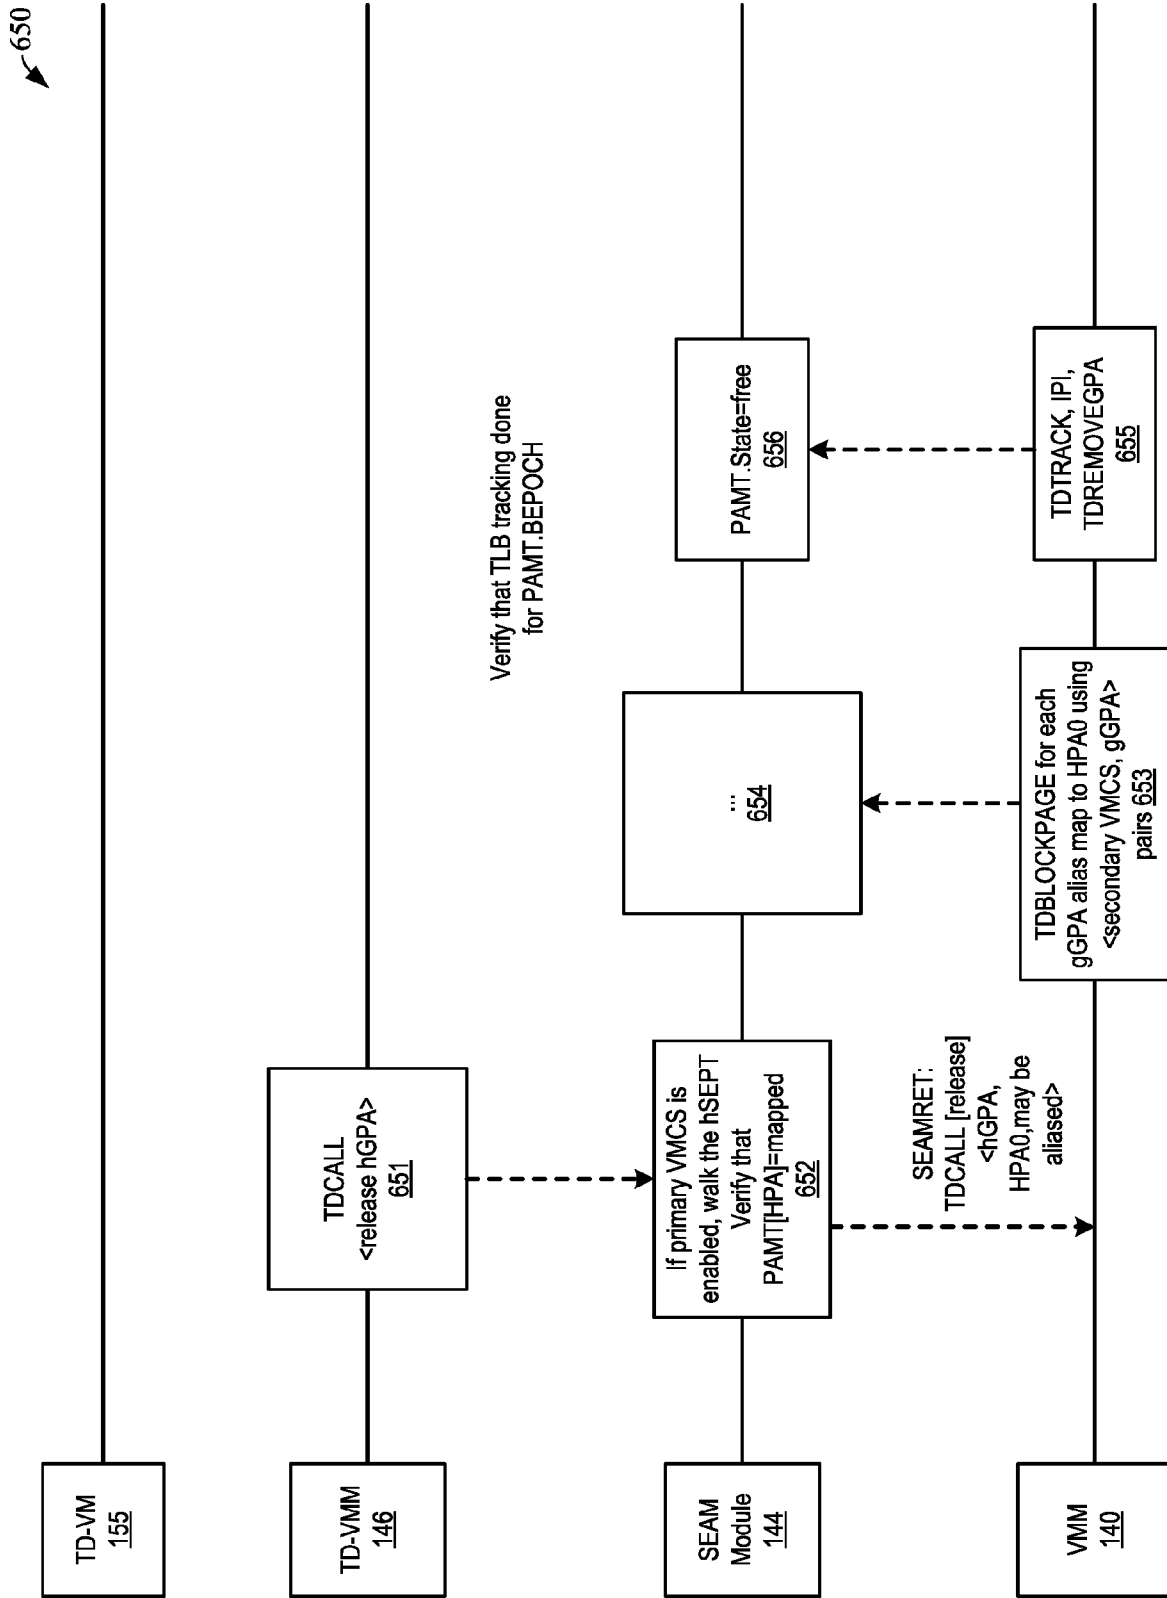 650
TD-VM
155
TD-VMM
146
TDCALL
<release hGPA>
651
Verify that TLB tracking done
for PAMT.BEPOCH
SEAM
Module
144
If primary VMCS is
enabled, walk the hSEPT
Verify that
PAMT[HPA]=mapped
652
...
654
PAMT.State=free
656
SEAMRET:
TDCALL [release]
<hGPA,
HPA0,may be
aliased>
VMM
140
TDBLOCKPAGE for each
gGPA alias map to HPA0 using
<secondary VMCS, gGPA>
pairs 653
TDTRACK, IPI,
TDREMOVEGPA
655